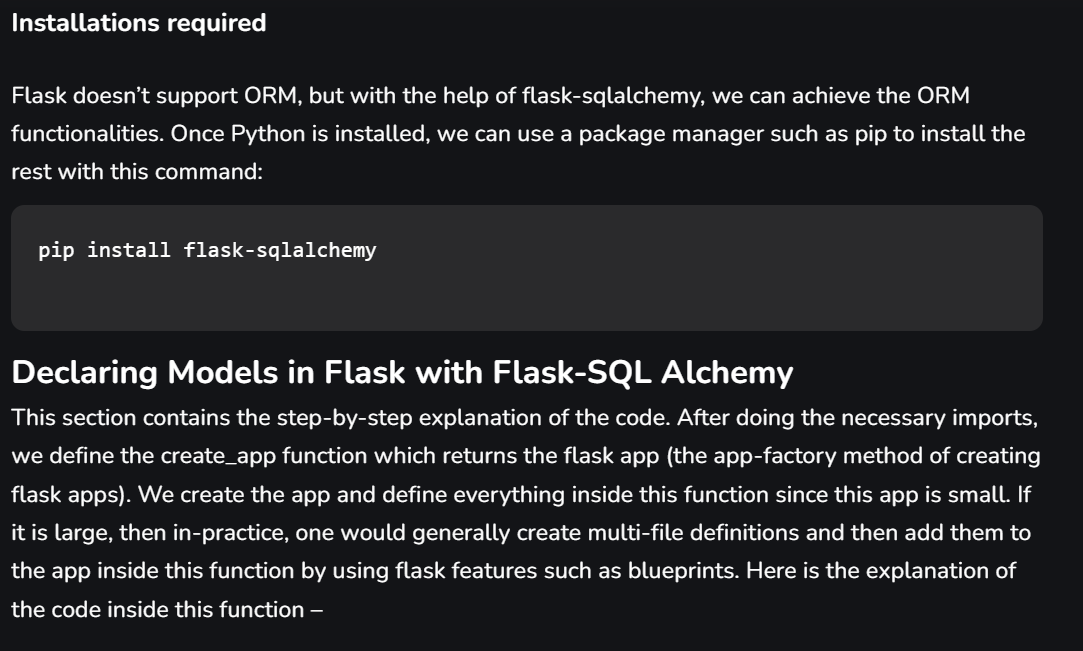 Installations required
Flask doesn’t support ORM, but with the help of flask-sqlalchemy, we can achieve the ORM
functionalities. Once Python is installed, we can use a package manager such as pip to install the
rest with this command:
pip install flask-sqlalchemy
Declaring Models in Flask with Flask-SQL Alchemy
This section contains the step-by-step explanation of the code. After doing the necessary imports,
we define the create_app function which returns the flask app (the app-factory method of creating
flask apps). We create the app and define everything inside this function since this app is small. If
it is large, then in-practice, one would generally create multi-file definitions and then add them to
the app inside this function by using flask features such as blueprints. Here is the explanation of
the code inside this function –